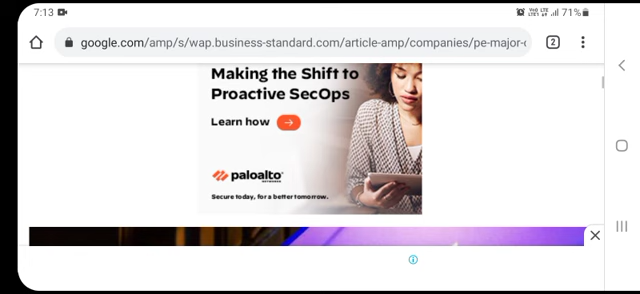 7:13
71%
google.com/amp/s/wap.business-standard.com/article-amp/companies/pe-major-
2
Making the Shift to
Proactive SecOps
Learn how
paloalto
NETWORKS
Secure today, for a better tomorrow.